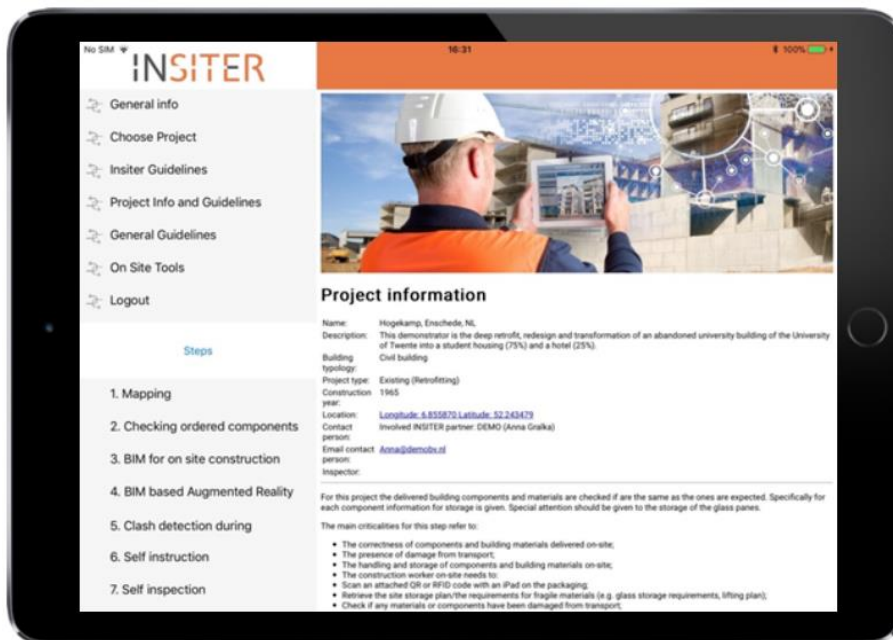 No SIM
16:31
100%
INSITER
General info
Choose Project
Insiter Guidelines
Project Info and Guidelines
General Guidelines
On Site Tools
Logout
Steps
1. Mapping
2. Checking ordered components
3. BIM for on site construction
4. BIM based Augmented Reality
5. Clash detection during
6. Self instruction
7. Self inspection
Project information
Name: Hogekamp, Enschede, NL
Description: This demonstrator is the deep retrofit, redesign and transformation of an abandoned university building of the University
of Twente into a student housing (75%) and a hotel (25%).
Building Civil building
typology:
Project type: Existing (Retrofitting)
Construction 1965
year:
Location: Longitude: 6.855870 Latitude: 52.243479
Contact Involved INSITER partner: DEMO (Anna Gralka)
person:
Email contact Anna@demobv.nl
person:
Inspector:
For this project the delivered building components and materials are checked if are the same as the ones are expected. Specifically for
each component information for storage is given. Special attention should be given to the storage of the glass panes.
The main criticalities for this step refer to:
• The correctness of components and building materials delivered on-site;
• The presence of damage from transport;
• The handling and storage of components and building materials on-site;
• The construction worker on-site needs to:
• Scan an attached QR or RFID code with an iPad on the packaging;
• Retrieve the site storage plan/the requirements for fragile materials (e.g. glass storage requirements, lifting plan);
• Check if any materials or components have been damaged from transport;